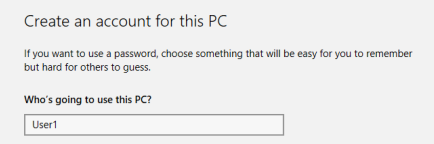 Create an account for this PC
If you want to use a password, choose something that will be easy for you to remember
but hard for others to guess.
Who's going to use this PC?
User1